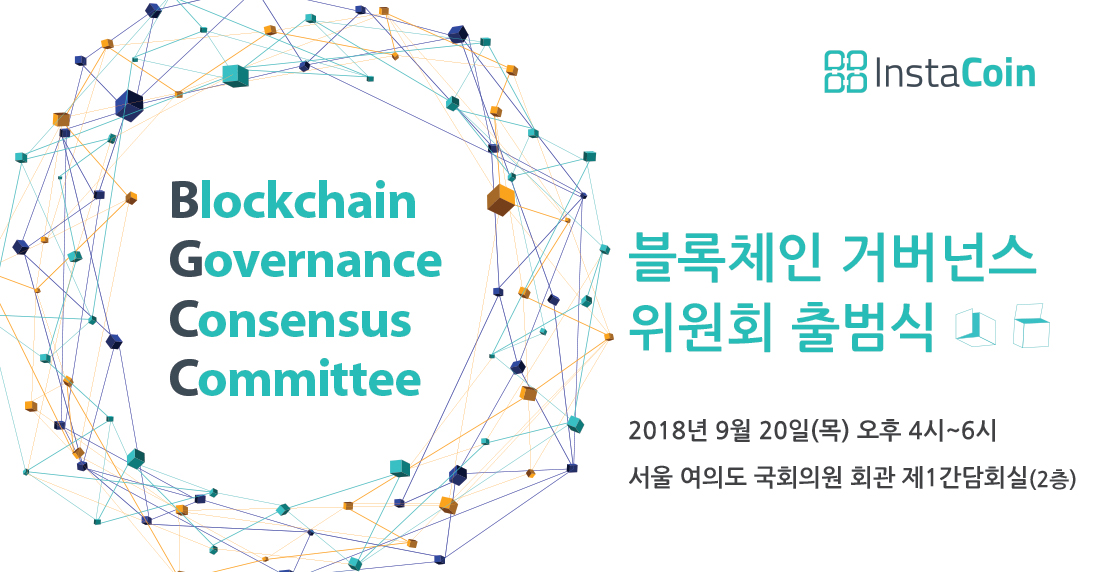 InstaCoin
Blockchain
Governance
Consensus
Committee
블록체인 거버넌스
위원회 출범식
2018년 9월 20일(목) 오후 4시~6시
서울 여의도 국회의원 회관 제1간담회실(2층)